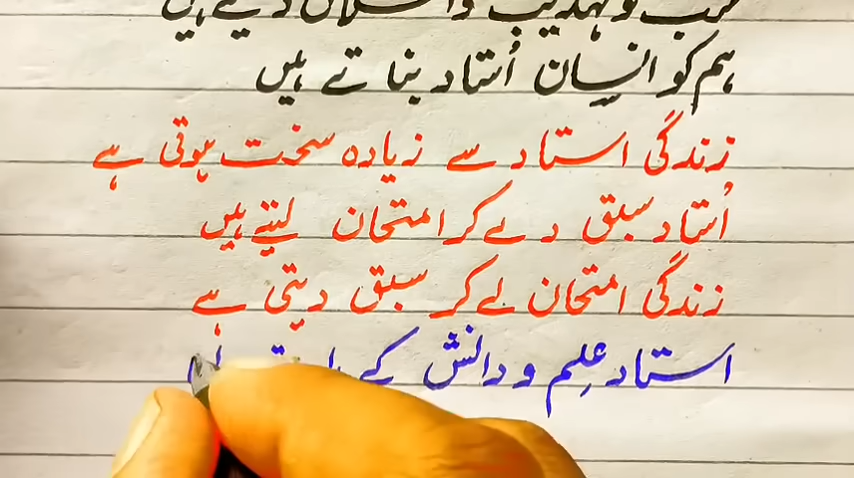 ہم کو انسان اُستاد بناتے ہیں
زندگی استاد سے زیادہ سخت ہوتی ہے
اُستاد سبق دے کر امتحان لیتے ہیں
زندگی امتحان لے کر سبق دیتی ہے
استاد علِم و دانش کے